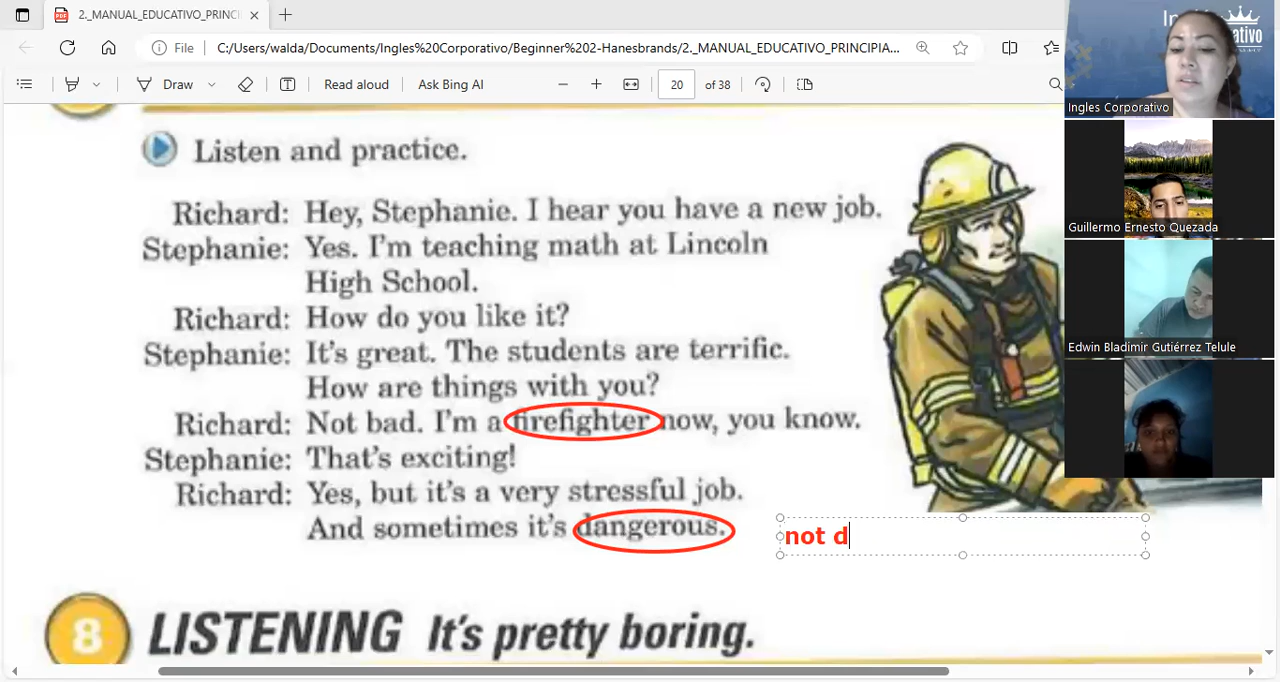 2._MANUAL_EDUCATIVO_PRINCI
File
C:/Users/walda/Documents/Ingles%20Corporativo/Beginner%202-Hanesbrands/2._MANUAL_EDUCATIVO_PRINCIPIA...
Draw
Read aloud
Ask Bing AI
20 of 38
Listen and practice.
Richard: Hey, Stephanie. I hear you have a new job.
Stephanie: Yes. I'm teaching math at Lincoln
High School.
Richard: How do you like it?
Stephanie: It's great. The students are terrific.
How are things with you?
Richard: Not bad. I'm a firefighter now, you know.
Stephanie: That's exciting!
Richard: Yes, but it's a very stressful job.
And sometimes it's dangerous.
not d
8 LISTENING It's pretty boring.
Ingles Corporativo
Guillermo Ernesto Quezada
Edwin Bladimir Gutiérrez Telule